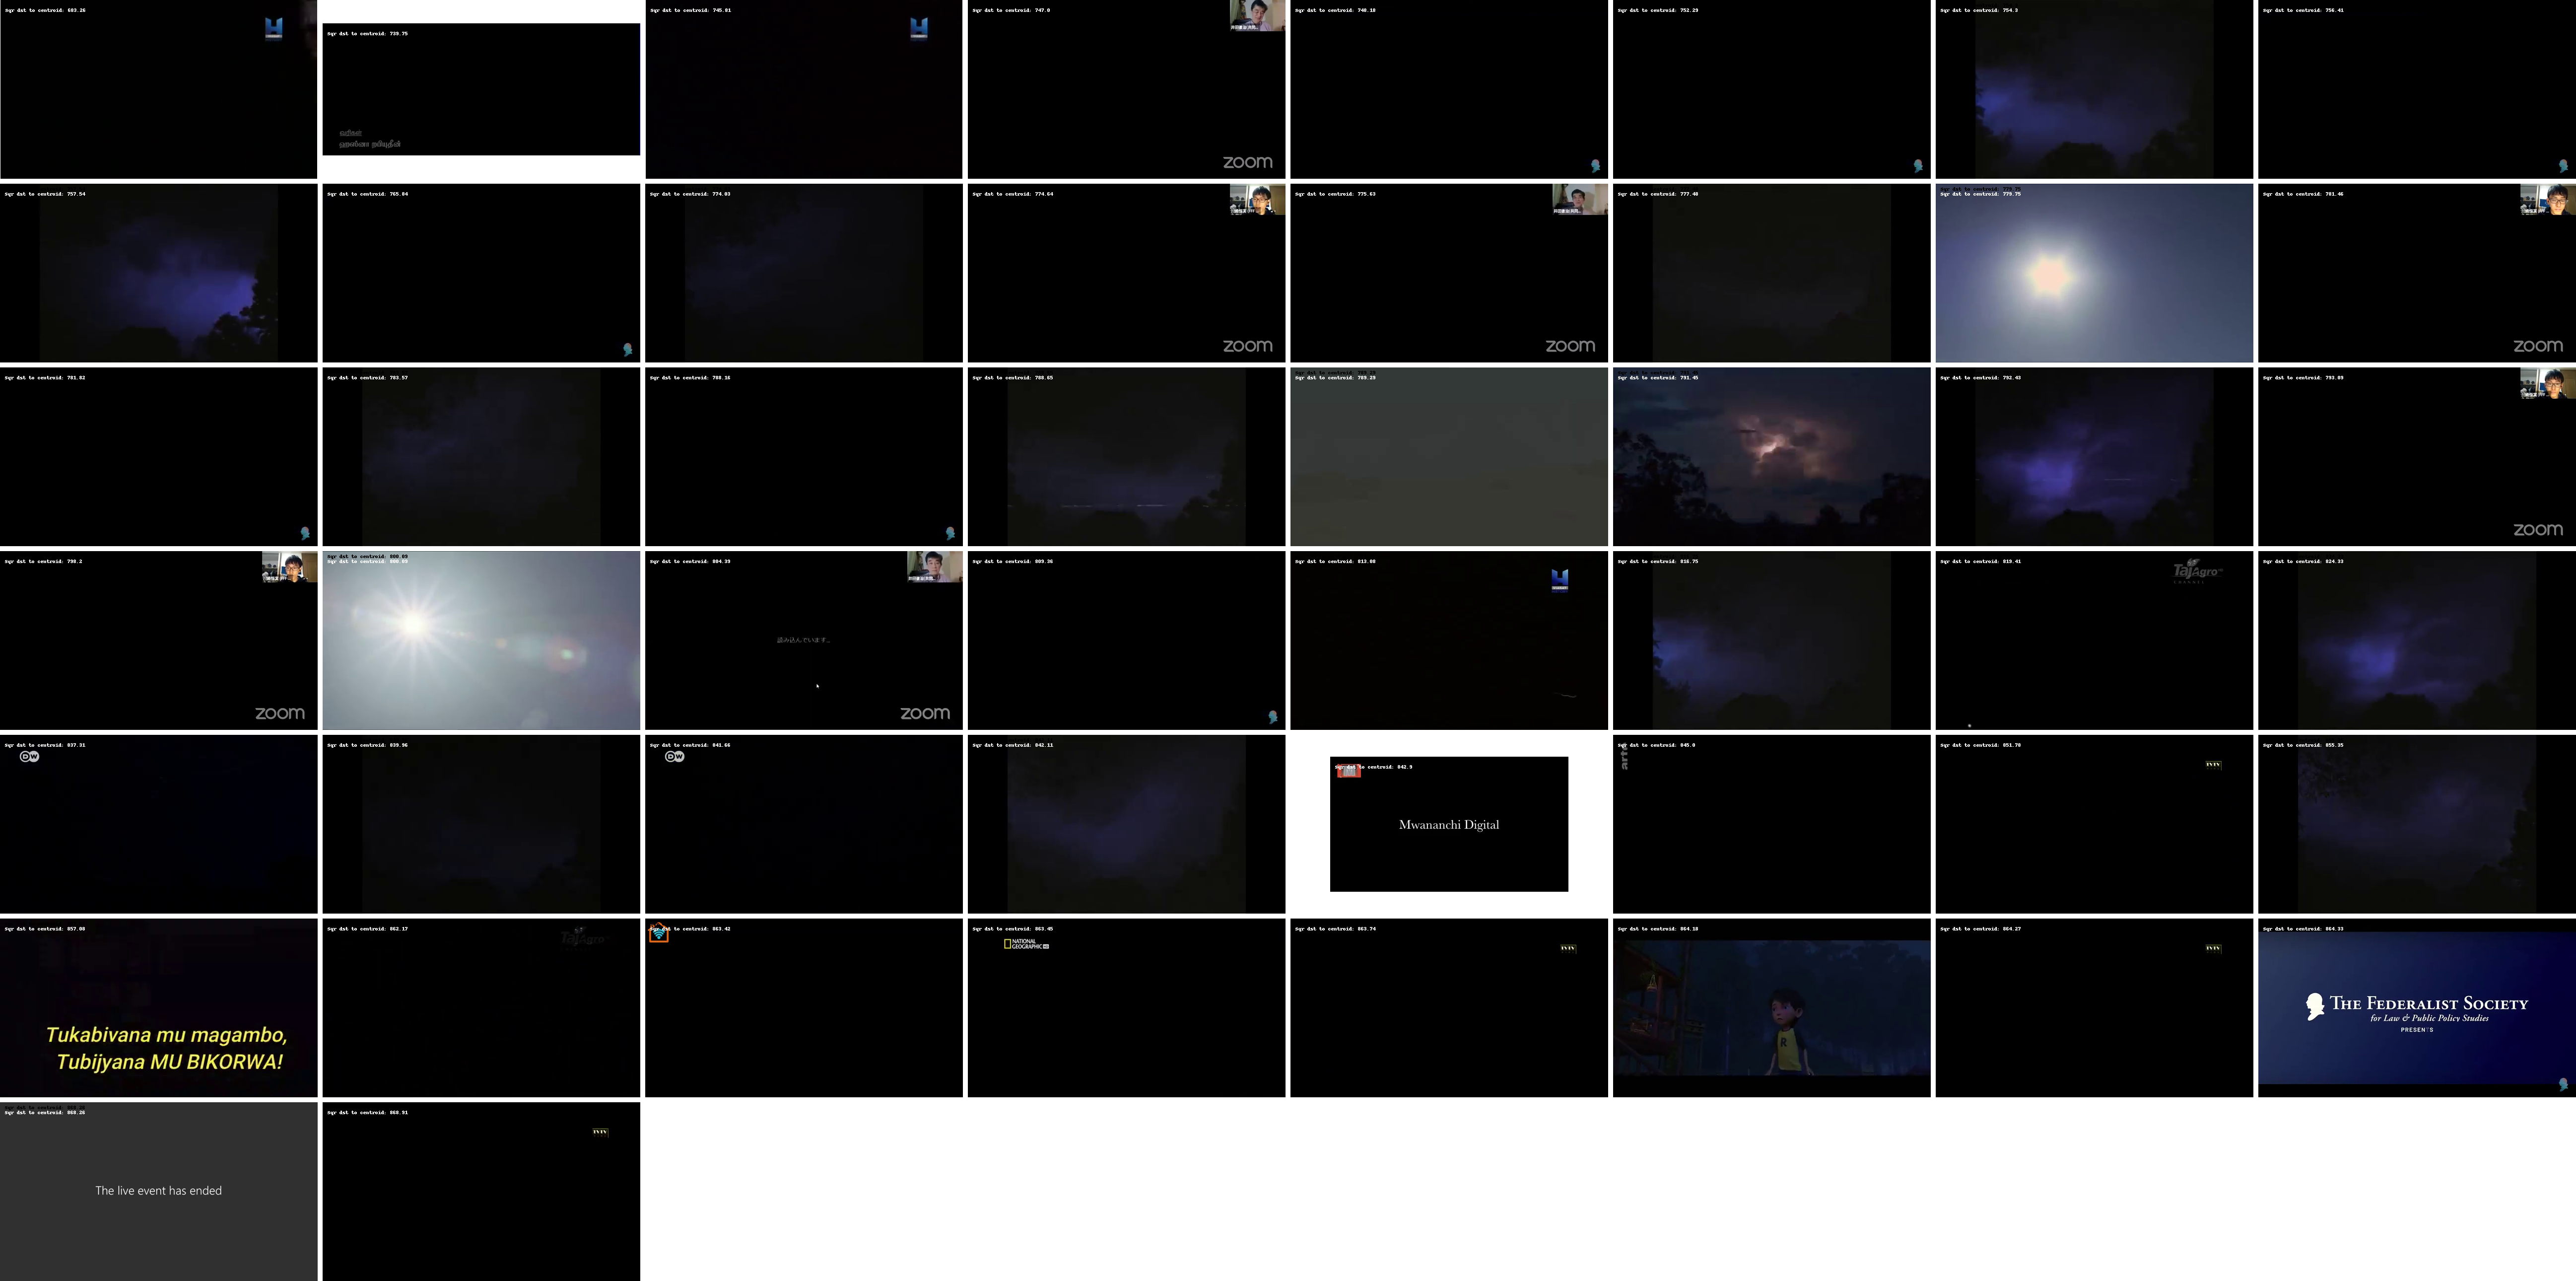 Sqr dst to centroid: 683.26
Sqr dst to centroid: 739.75
Sqr dst to centroid: 745.81
Sqr dst to centroid: 747.0
Sqr dst to centroid: 748.18
Sqr dst to centroid: 752.29
Sqr dst to centroid: 754.3
Sqr dst to centroid: 756.41
zoom
Sqr dst to centroid: 757.54
Sqr dst to centroid: 765.84
Sqr dst to centroid: 774.03
Sqr dst to centroid: 774.64
Sqr dst to centroid: 775.63
Sqr dst to centroid: 777.48
Sqr dst to centroid: 779.75
Sqr dst to centroid: 781.46
zoom
zoom
zoom
Sqr dst to centroid: 781.82
Sqr dst to centroid: 783.57
Sqr dst to centroid: 788.16
Sqr dst to centroid: 788.65
Sqr dst to centroid: 789.29
Sqr dst to centroid: 791.45
Sqr dst to centroid: 792.43
Sqr dst to centroid: 793.89
zoom
Sqr dst to centroid: 798.2
Sqr dst to centroid: 800.89
Sqr dst to centroid: 804.39
Sqr dst to centroid: 809.36
Sqr dst to centroid: 813.88
Sqr dst to centroid: 816.75
Sqr dst to centroid: 819.41
Sqr dst to centroid: 824.33
TajAgro
CHANNEL
読み込んでいます...
zoom
zoom
Sqr dst to centroid: 837.31
Sqr dst to centroid: 839.96
Sqr dst to centroid: 841.66
Sqr dst to centroid: 842.11
Sqr dst to centroid: 842.9
Sqr dst to centroid: 845.0
Sqr dst to centroid: 851.78
Sqr dst to centroid: 855.35
DW
DW
arte
Mwananchi Digital
Sqr dst to centroid: 857.08
Sqr dst to centroid: 862.17
Sqr dst to centroid: 863.42
Sqr dst to centroid: 863.45
Sqr dst to centroid: 863.74
Sqr dst to centroid: 864.18
Sqr dst to centroid: 864.27
Sqr dst to centroid: 864.33
TajAgro
NATIONAL
GEOGRAPHIC
R
THE FEDERALIST SOCIETY
for Law & Public Policy Studies
PRESENTS
Tukabivana mu magambo,
Tubijyana MU BIKORWA!
Sqr dst to centroid: 868.26
Sqr dst to centroid: 868.91
The live event has ended